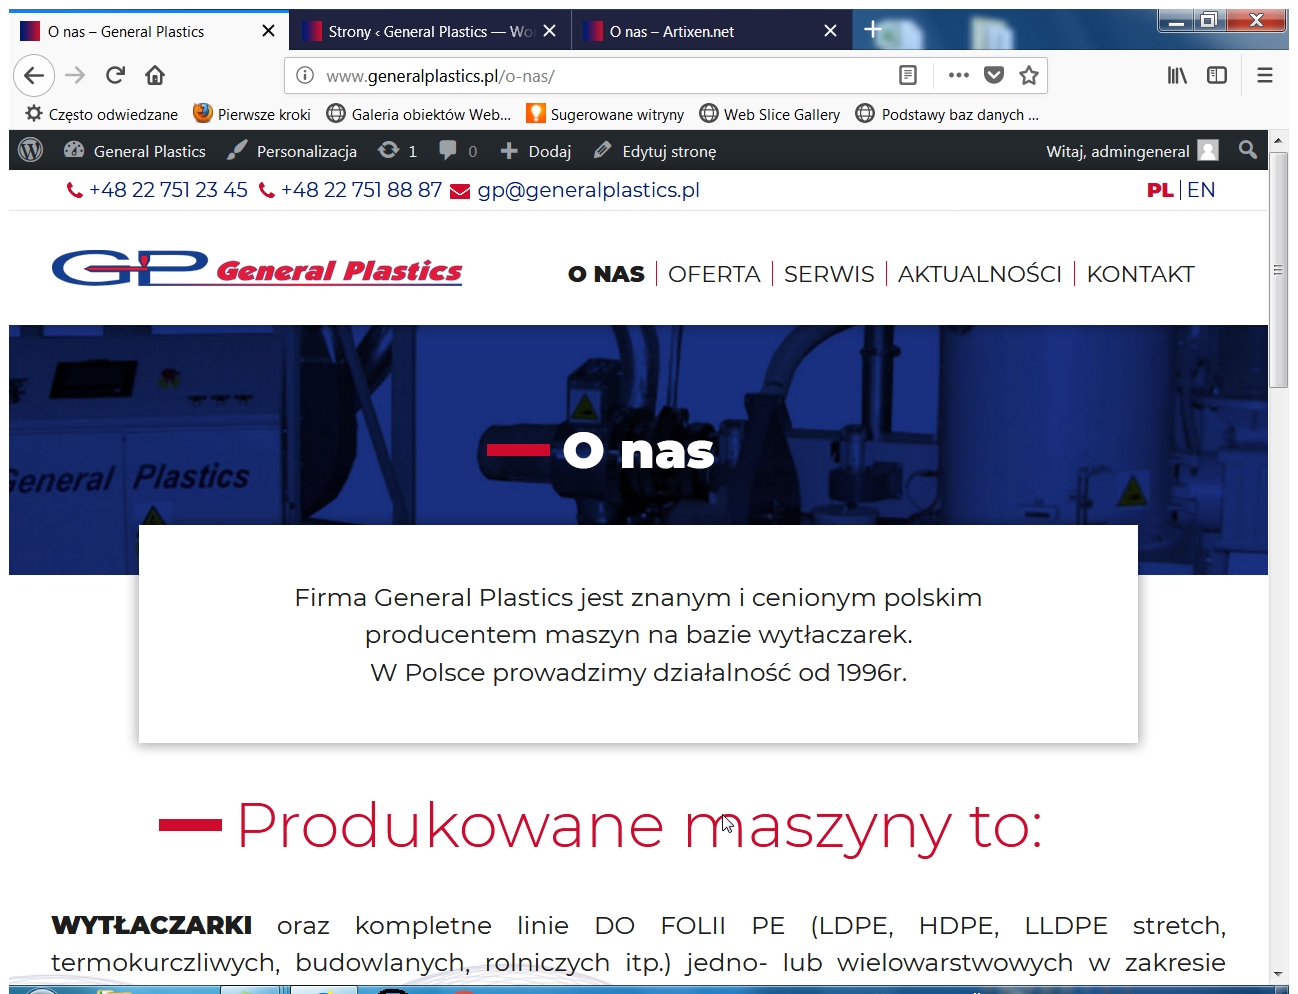 O nas – General Plastics
Strony ‹ General Plastics — Wor
O nas – Artixen.net
www.generalplastics.pl/o-nas/
Często odwiedzane
Pierwsze kroki
Galeria obiektów Web...
Sugerowane witryny
Web Slice Gallery
Podstawy baz danych ...
General Plastics
Personalizacja
1
0
Dodaj
Edytuj stronę
Witaj, admingeneral
+48 22 751 23 45 +48 22 751 88 87 gp@generalplastics.pl
PL | EN
GP General Plastics
O NAS | OFERTA | SERWIS | AKTUALNOŚCI | KONTAKT
General Plastics
O nas
Firma General Plastics jest znanym i cenionym polskim
producentem maszyn na bazie wytłaczarek.
W Polsce prowadzimy działalność od 1996r.
Produkowane maszyny to:
WYTŁACZARKI oraz kompletne linie DO FOLII PE (LDPE, HDPE, LLDPE stretch,
termokurczliwych, budowlanych, rolniczych itp.) jedno- lub wielowarstwowych w zakresie